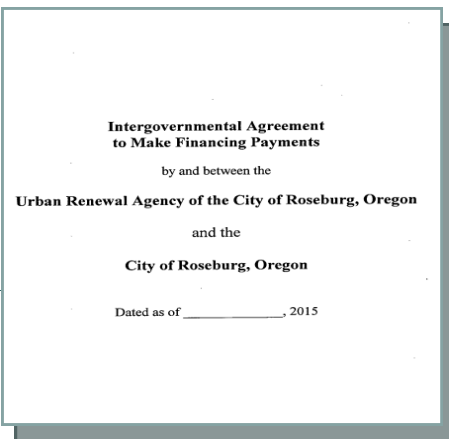 Intergovernmental Agreement
to Make Financing Payments
by and between the
Urban Renewal Agency of the City of Roseburg, Oregon
and the
City of Roseburg, Oregon
Dated as of _______________, 2015